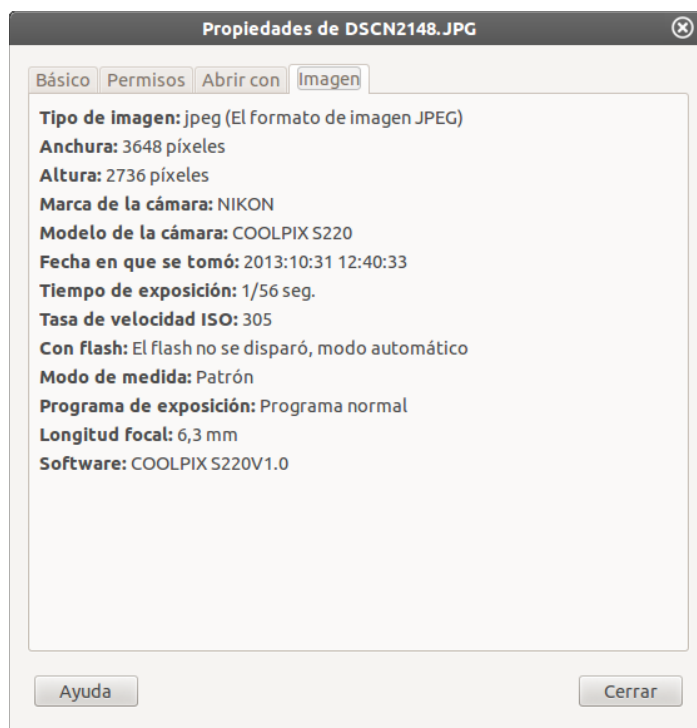 Propiedades de DSCN2148.JPG
Básico Permisos Abrir con Imagen
Tipo de imagen: jpeg (El formato de imagen JPEG)
Anchura: 3648 píxeles
Altura: 2736 píxeles
Marca de la cámara: NIKON
Modelo de la cámara: COOLPIX S220
Fecha en que se tomó: 2013:10:31 12:40:33
Tiempo de exposición: 1/56 seg.
Tasa de velocidad ISO: 305
Con flash: El flash no se disparó, modo automático
Modo de medida: Patrón
Programa de exposición: Programa normal
Longitud focal: 6,3 mm
Software: COOLPIX S220V1.0
Ayuda Cerrar